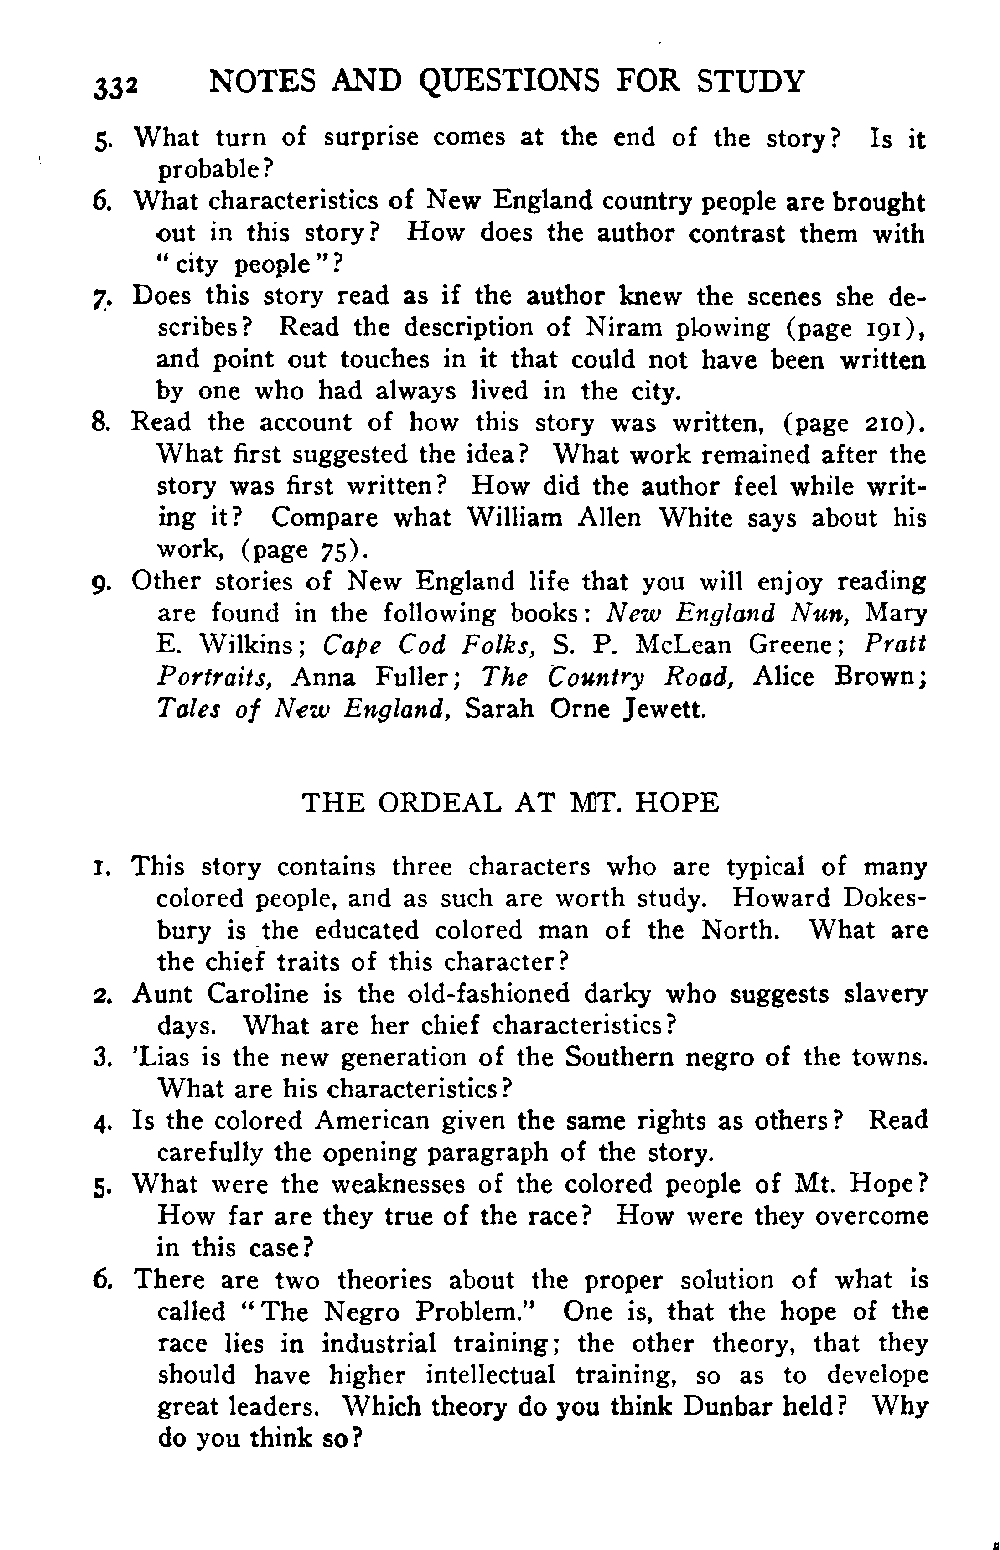 332 NOTES AND QUESTIONS FOR STUDY
5. What turn of surprise comes at the end of the story? Is it
probable?
6. What characteristics of New England country people are brought
out in this story? How does the author contrast them with
"city people"?
7. Does this story read as if the author knew the scenes she de-
scribes? Read the description of Niram plowing (page 191),
and point out touches in it that could not have been written
by one who had always lived in the city.
8. Read the account of how this story was written, (page 210).
What first suggested the idea? What work remained after the
story was first written? How did the author feel while writ-
ing it? Compare what William Allen White says about his
work, (page 75).
9. Other stories of New England life that you will enjoy reading
are found in the following books: New England Nun, Mary
E. Wilkins; Cape Cod Folks, S. P. McLean Greene; Pratt
Portraits, Anna Fuller; The Country Road, Alice Brown;
Tales of New England, Sarah Orne Jewett.
THE ORDEAL AT MT. HOPE
1. This story contains three characters who are typical of many
colored people, and as such are worth study. Howard Dokes-
bury is the educated colored man of the North. What are
the chief traits of this character?
2. Aunt Caroline is the old-fashioned darky who suggests slavery
days. What are her chief characteristics?
3. 'Lias is the new generation of the Southern negro of the towns.
What are his characteristics?
4. Is the colored American given the same rights as others? Read
carefully the opening paragraph of the story.
5. What were the weaknesses of the colored people of Mt. Hope?
How far are they true of the race? How were they overcome
in this case?
6. There are two theories about the proper solution of what is
called "The Negro Problem." One is, that the hope of the
race lies in industrial training; the other theory, that they
should have higher intellectual training, so as to develope
great leaders. Which theory do you think Dunbar held? Why
do you think so?